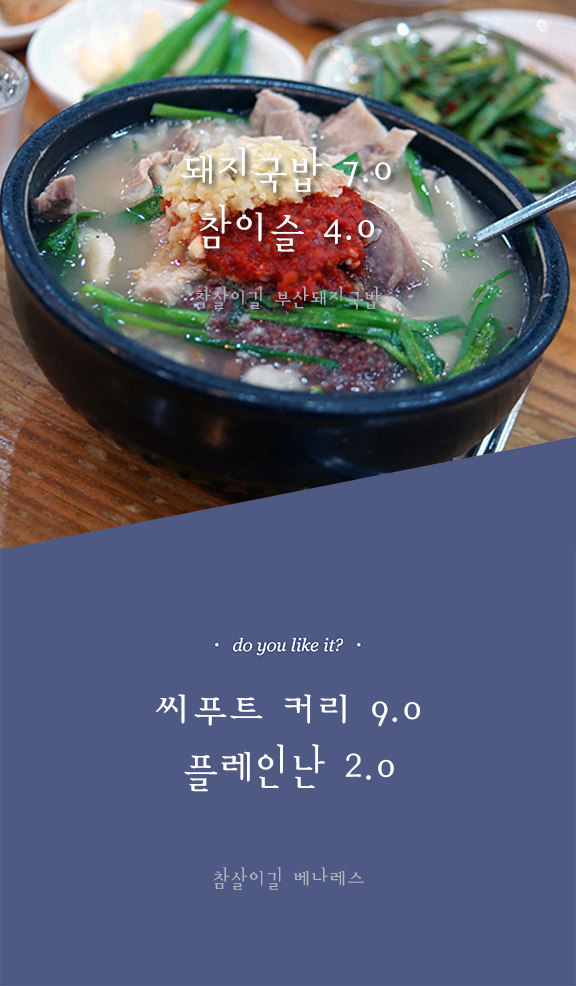 돼지국밥 7.0
참이슬 4.0
참살이길 부산돼지국밥
· do you like it? ·
씨푸트 커리 9.0
플레인난 2.0
참살이길 베나레스